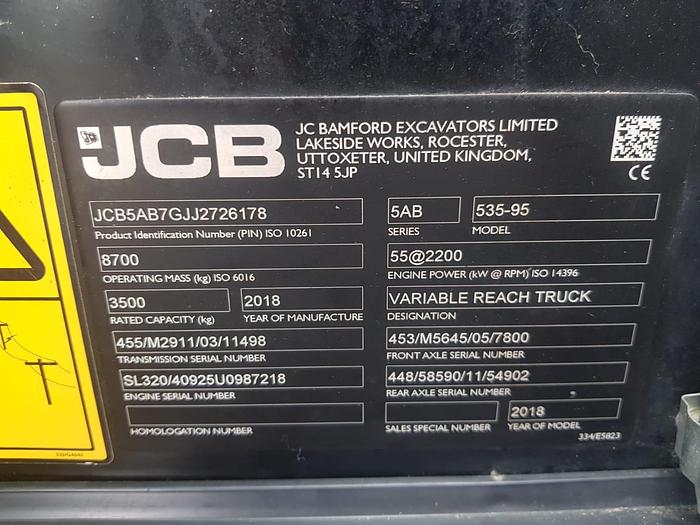 JCB
JC BAMFORD EXCAVATORS LIMITED
LAKESIDE WORKS, ROCESTER,
UTTOXETER, UNITED KINGDOM,
ST14 5JP
CE
JCB5AB7GJJ2726178
Product Identification Number (PIN) ISO 10261
5AB
SERIES
535-95
MODEL
8700
OPERATING MASS (kg) ISO 6016
55@2200
ENGINE POWER (kW @ RPM) ISO 14396
3500
RATED CAPACITY (kg)
2018
YEAR OF MANUFACTURE
VARIABLE REACH TRUCK
DESIGNATION
455/M2911/03/11498
TRANSMISSION SERIAL NUMBER
453/M5645/05/7800
FRONT AXLE SERIAL NUMBER
SL320/40925U0987218
ENGINE SERIAL NUMBER
448/58590/11/54902
REAR AXLE SERIAL NUMBER
HOMOLOGATION NUMBER
SALES SPECIAL NUMBER
2018
YEAR OF MODEL
334/E5823